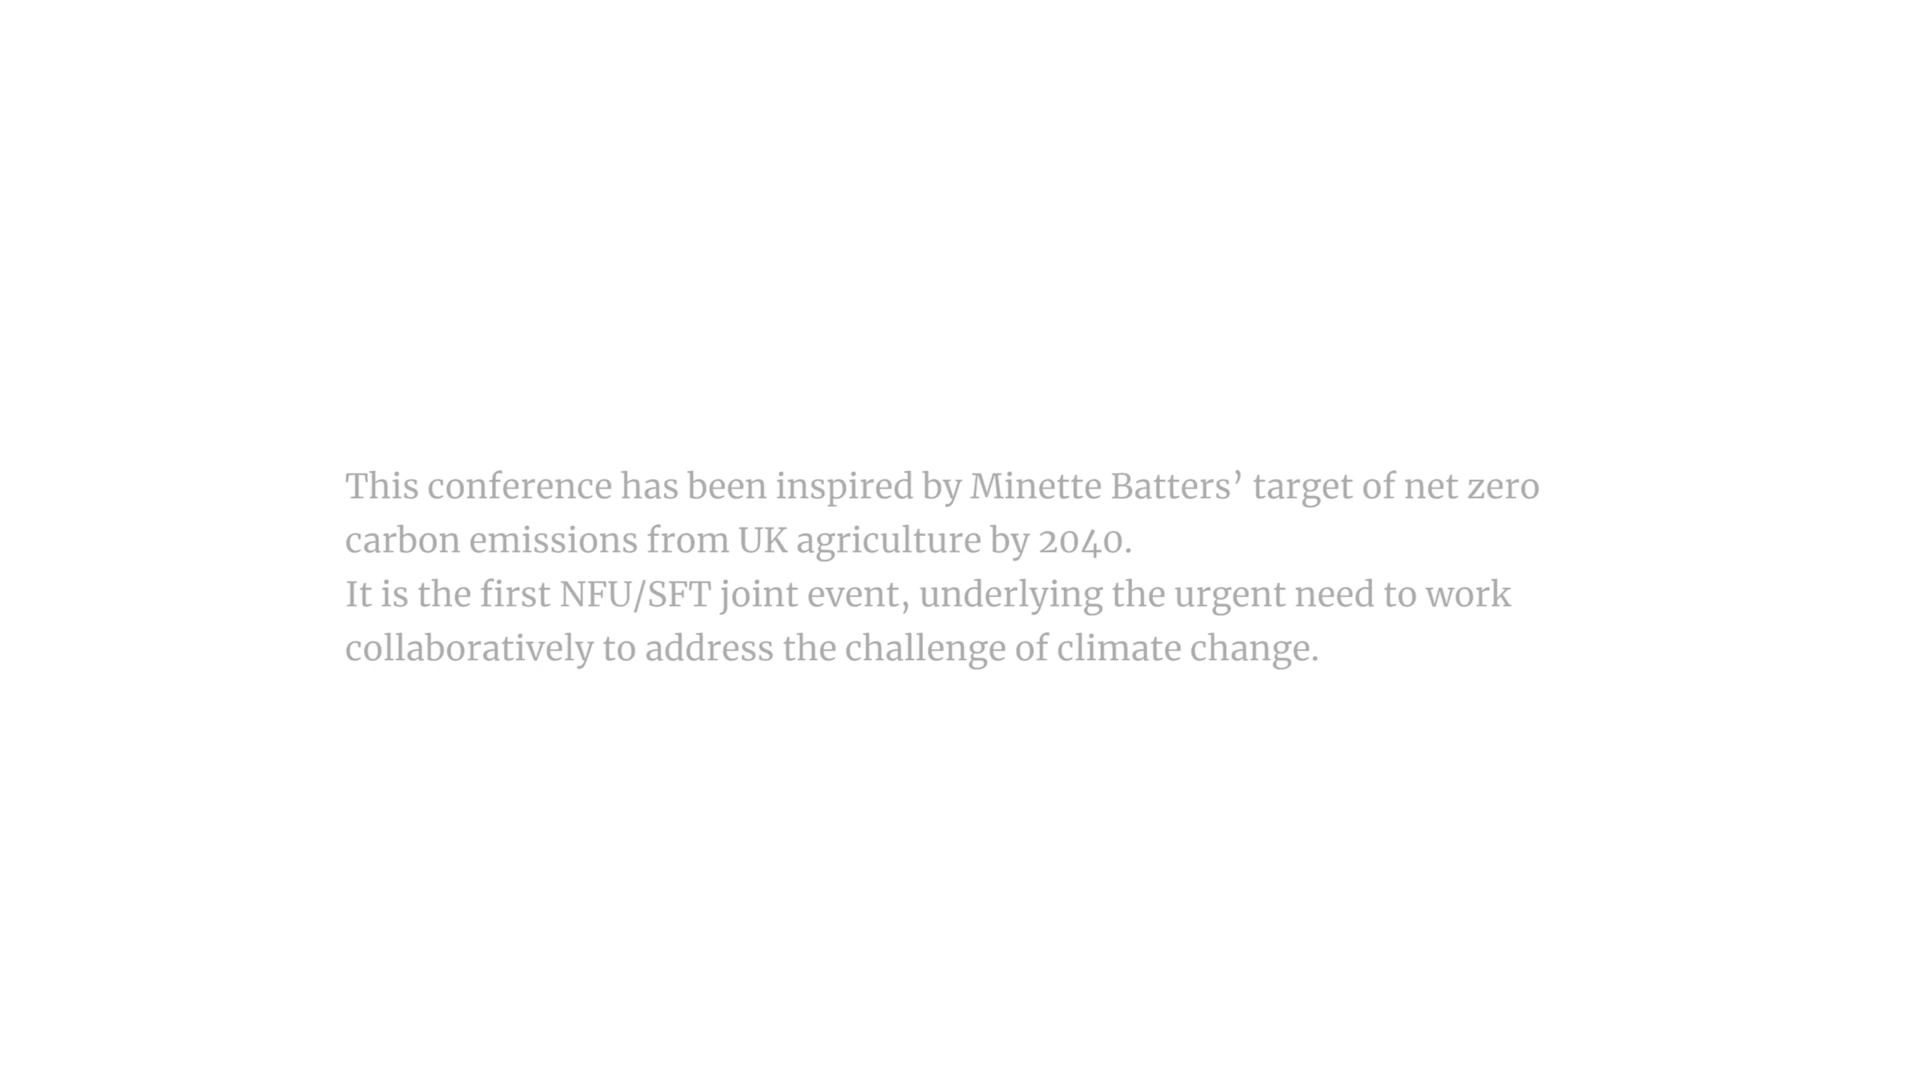 This conference has been inspired by Minette Batters’ target of net zero
carbon emissions from UK agriculture by 2040.
It is the first NFU/SFT joint event, underlying the urgent need to work
collaboratively to address the challenge of climate change.